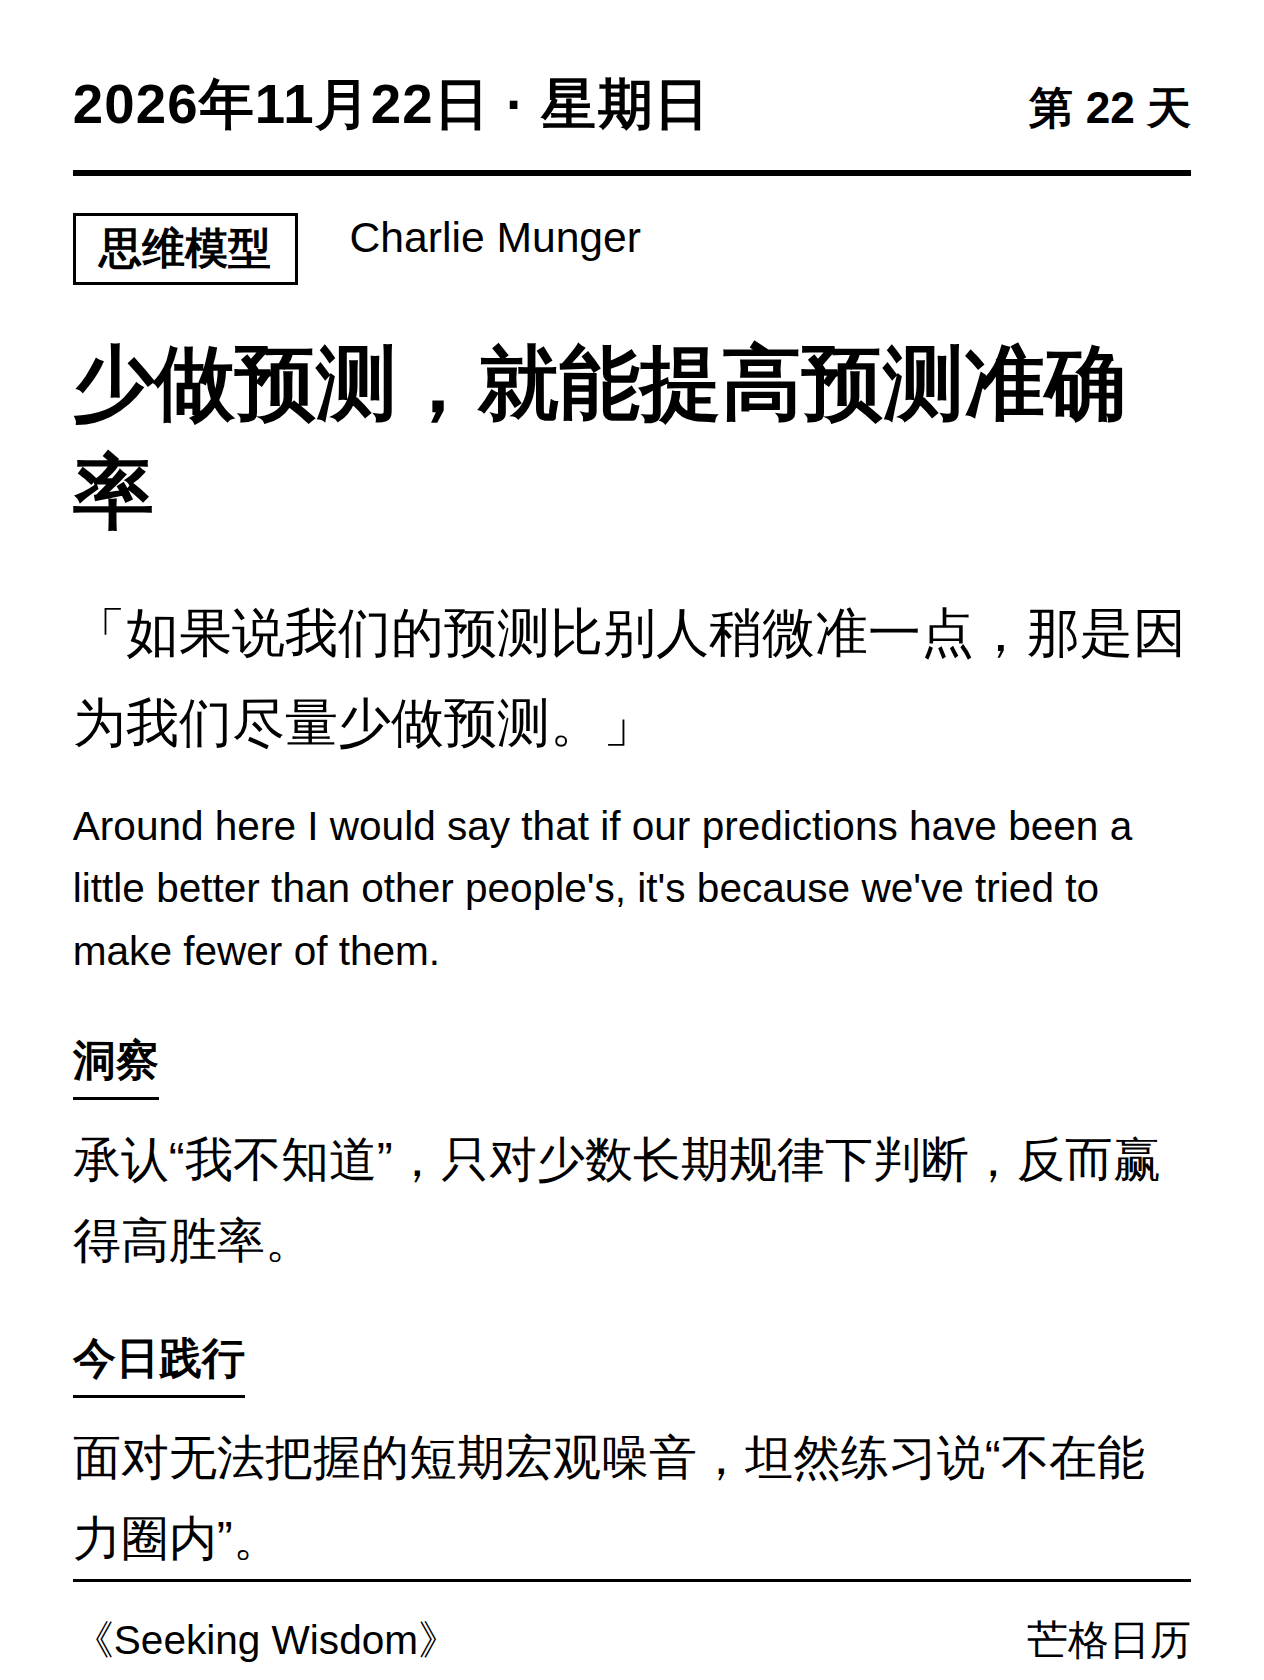 2026年11月22日 · 星期日
第 22 天
思维模型
Charlie Munger
少做预测，就能提高预测准确
率
「如果说我们的预测比别人稍微准一点，那是因
为我们尽量少做预测。」
Around here I would say that if our predictions have been a
little better than other people's, it's because we've tried to
make fewer of them.
洞察
承认“我不知道”，只对少数长期规律下判断，反而赢
得高胜率。
今日践行
面对无法把握的短期宏观噪音，坦然练习说“不在能
力圈内”。
《Seeking Wisdom》
芒格日历